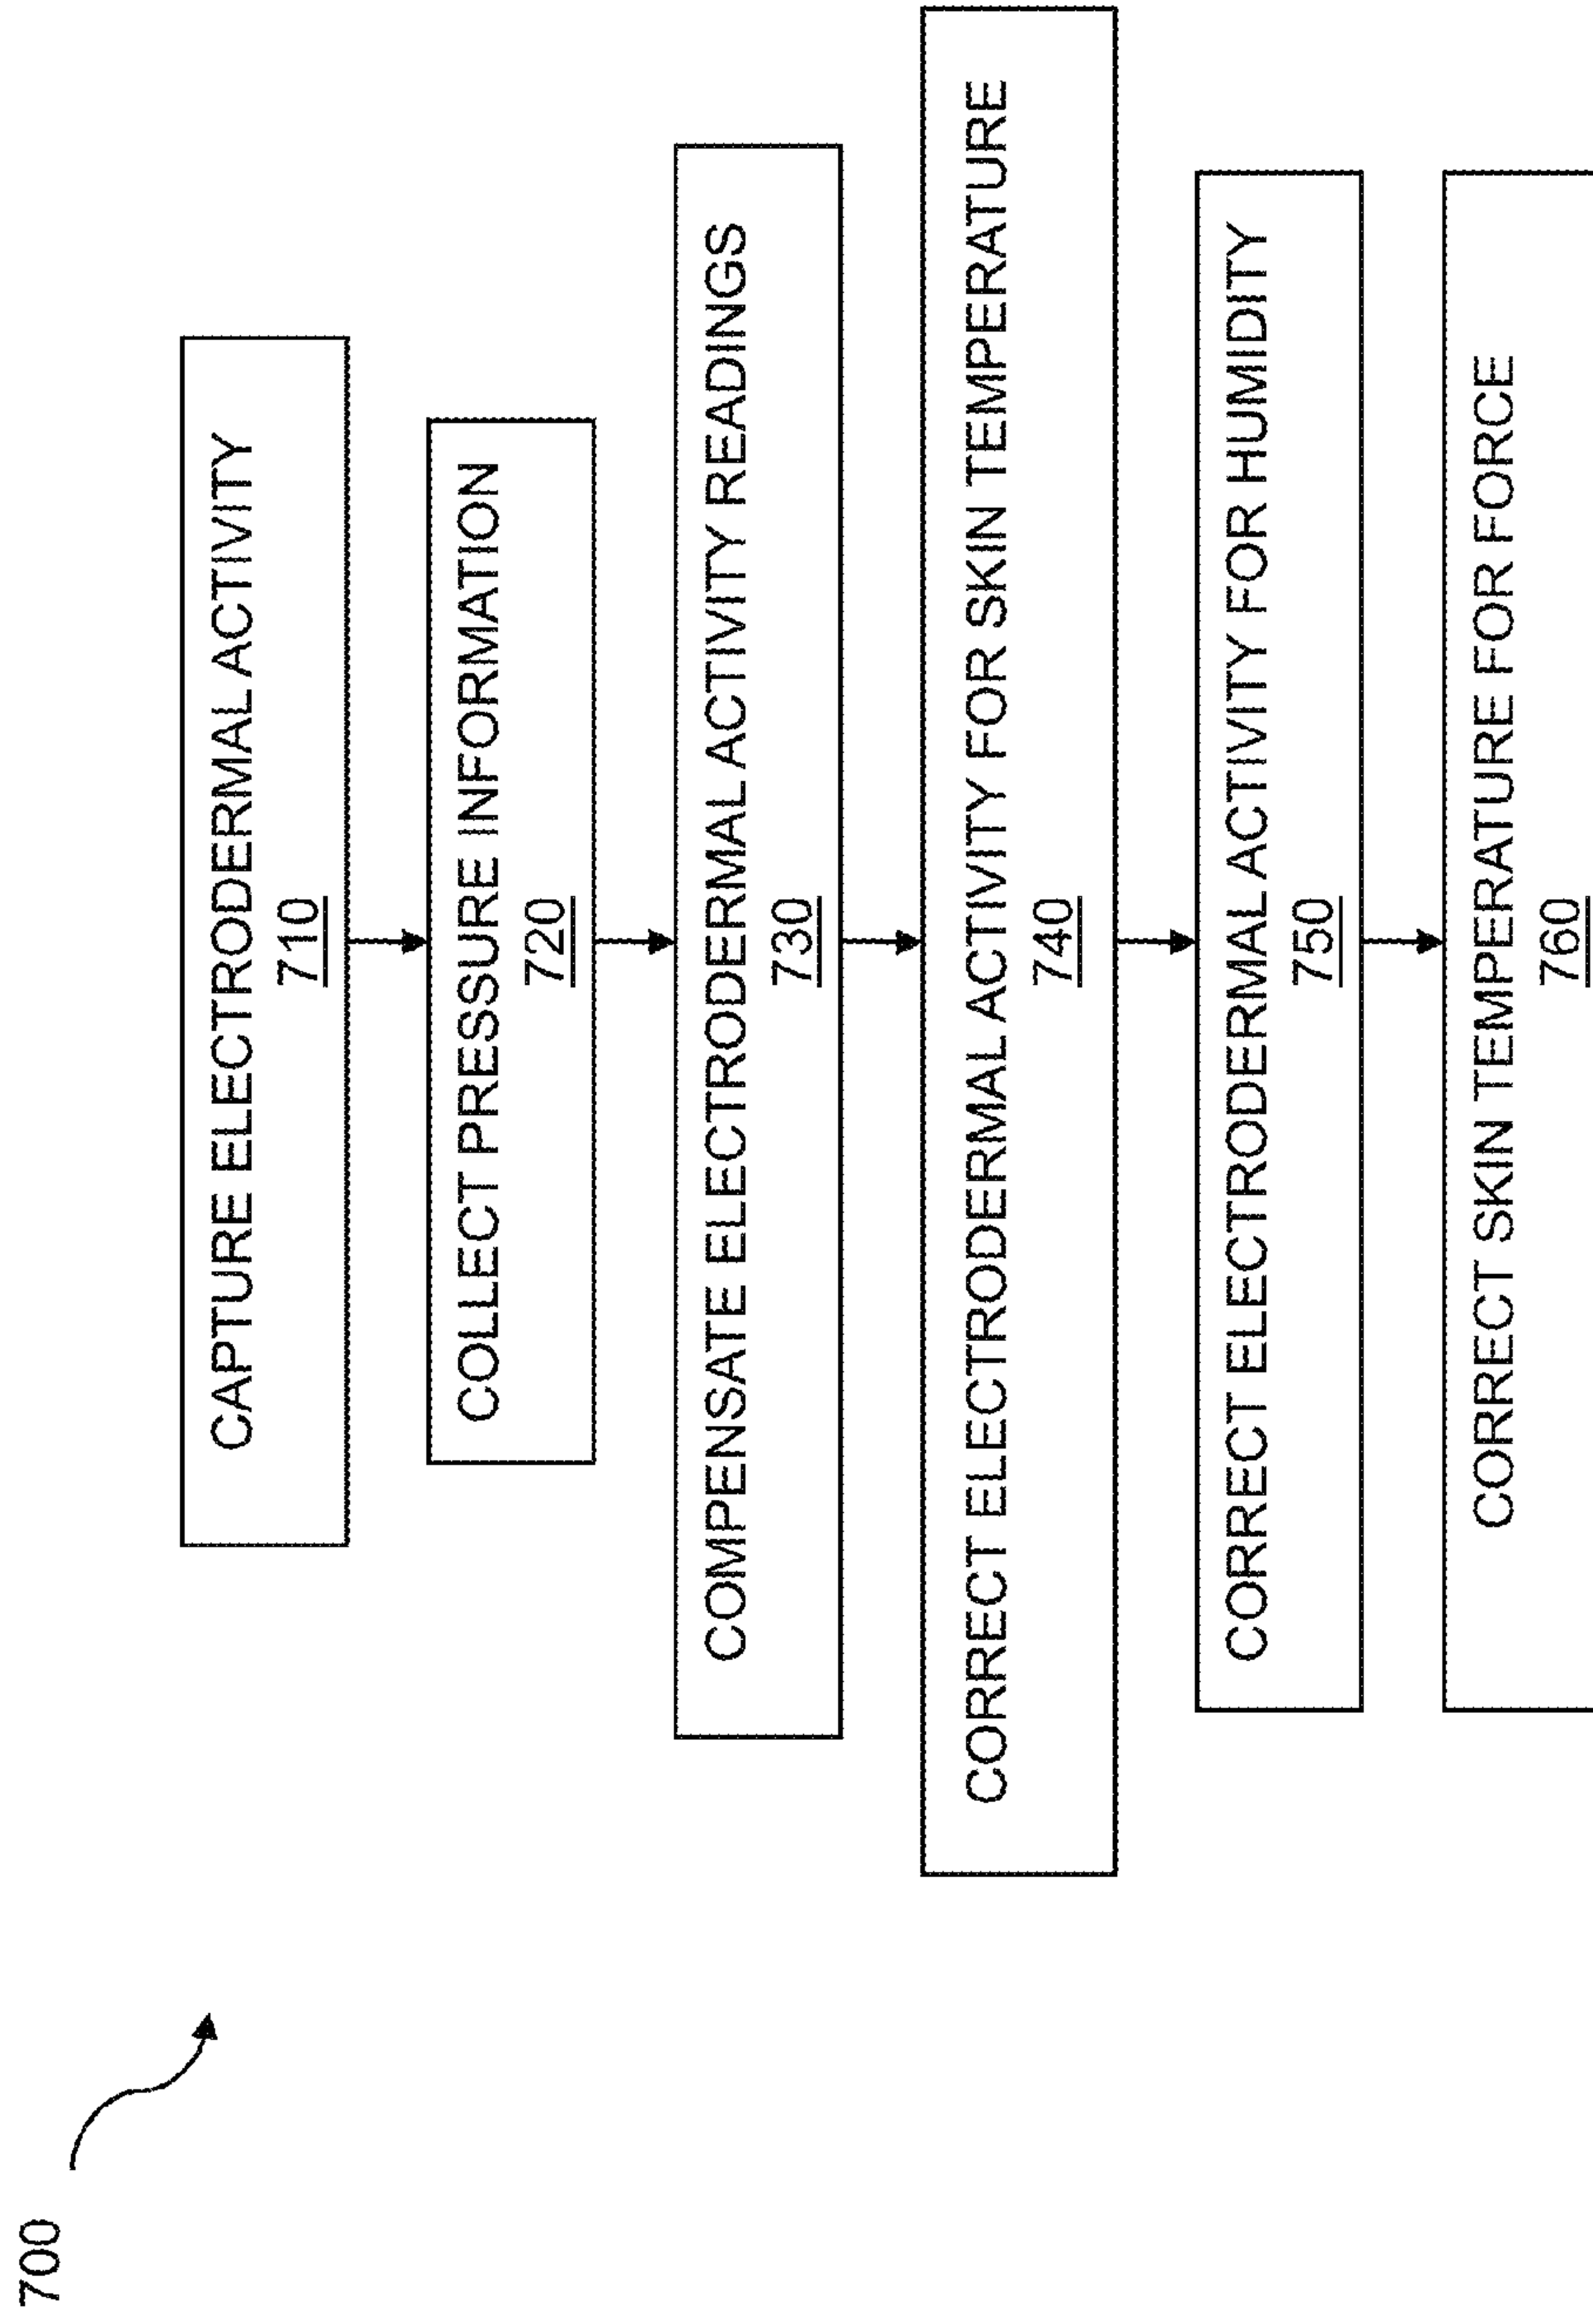 700
CAPTURE ELECTRODERMAL ACTIVITY
710
COLLECT PRESSURE INFORMATION
720
COMPENSATE ELECTRODERMAL ACTIVITY READINGS
730
CORRECT ELECTRODERMAL ACTIVITY FOR SKIN TEMPERATURE
740
CORRECT ELECTRODERMAL ACTIVITY FOR HUMIDITY
750
CORRECT SKIN TEMPERATURE FOR FORCE
760